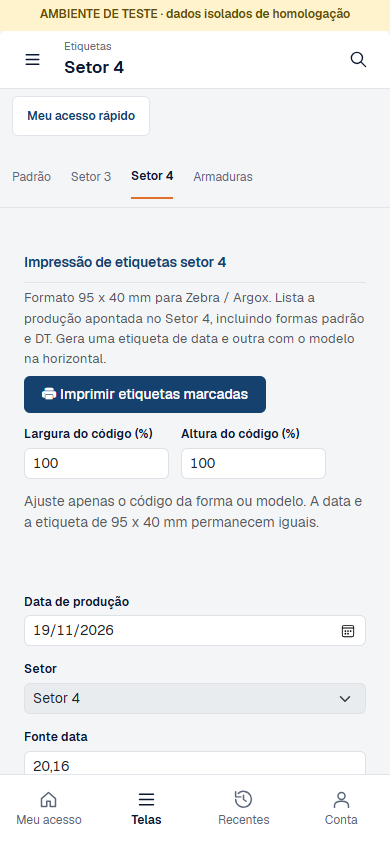 AMBIENTE DE TESTE · dados isolados de homologação
Etiquetas
Setor 4
Meu acesso rápido
Padrão
Setor 3
Setor 4
Armaduras
Impressão de etiquetas setor 4
Formato 95 x 40 mm para Zebra / Argox. Lista a
produção apontada no Setor 4, incluindo formas padrão
e DT. Gera uma etiqueta de data e outra com o modelo
na horizontal.
Imprimir etiquetas marcadas
Largura do código (%)
Altura do código (%)
100
100
Ajuste apenas o código da forma ou modelo. A data e
a etiqueta de 95 x 40 mm permanecem iguais.
Data de produção
19/11/2026
Setor
Setor 4
Fonte data
20,16
Meu acesso
Telas
Recentes
Conta